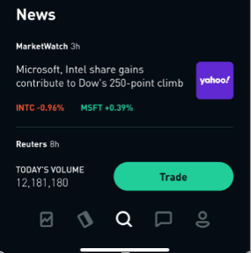 News
MarketWatch 3h
Microsoft, Intel share gains
contribute to Dow's 250-point climb
yahoo!
INTC -0.96% MSFT +0.39%
Reuters 8h
TODAY'S VOLUME
12,181,180
Trade